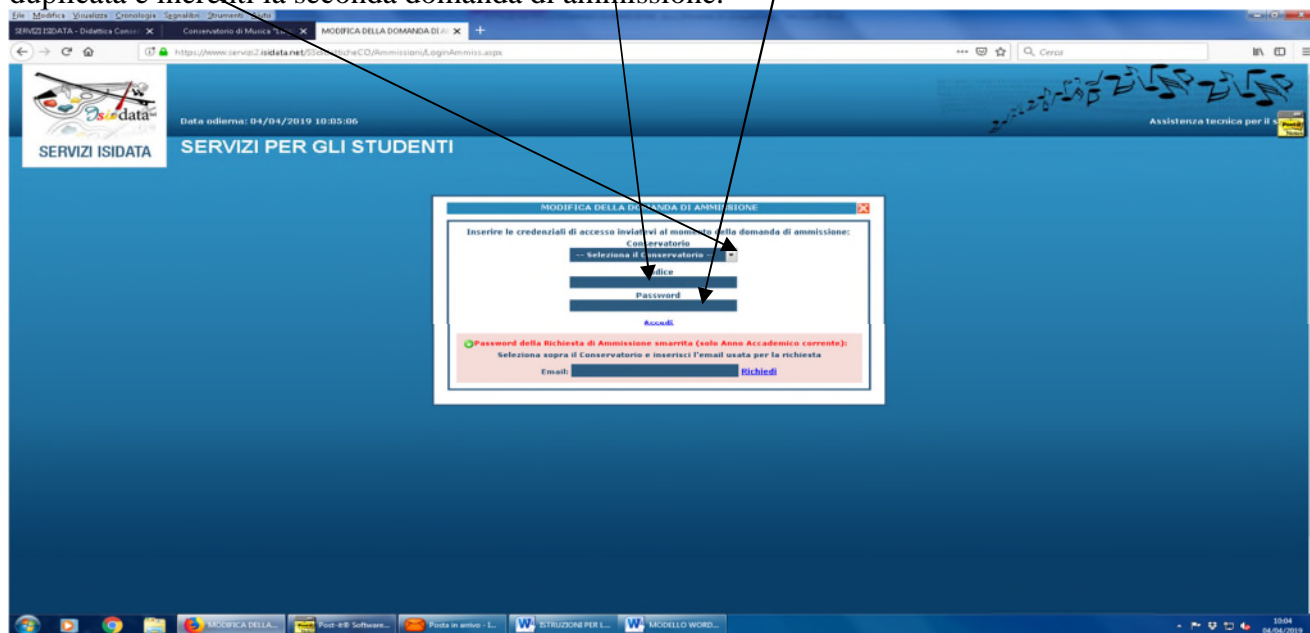 duplicata e inerenti la seconda domanda di ammissione.
File Modifica Visualizza Cronologia Segnalibri Strumenti Aiuto
SERVIZI ISIDATA - Didattica Conser
Conservatorio di Musica
MODIFICA DELLA DOMANDA DI A
https://www.servizi2.isidata.net/SSdidatticheCO/Ammissioni/LoginAmmiss.aspx
Cerca
Isidata
SERVIZI ISIDATA
Data odierna: 04/04/2019 10:05:06
Assistenza tecnica per il
SERVIZI PER GLI STUDENTI
MODIFICA DELLA DOMANDA DI AMMISSIONE
Inserire le credenziali di accesso inviatevi al momento della domanda di ammissione:
Conservatorio
-- Seleziona il Conservatorio --
Codice
Password
Accedi
Password della Richiesta di Ammissione smarrita (solo Anno Accademico corrente):
Seleziona sopra il Conservatorio e inserisci l'email usata per la richiesta
Email:
Richiedi
MODIFICA DELLA...
Post-it® Software...
Posta in arrivo - I...
ISTRUZIONI PER L...
MODELLO WORD...
10:04
04/04/2019